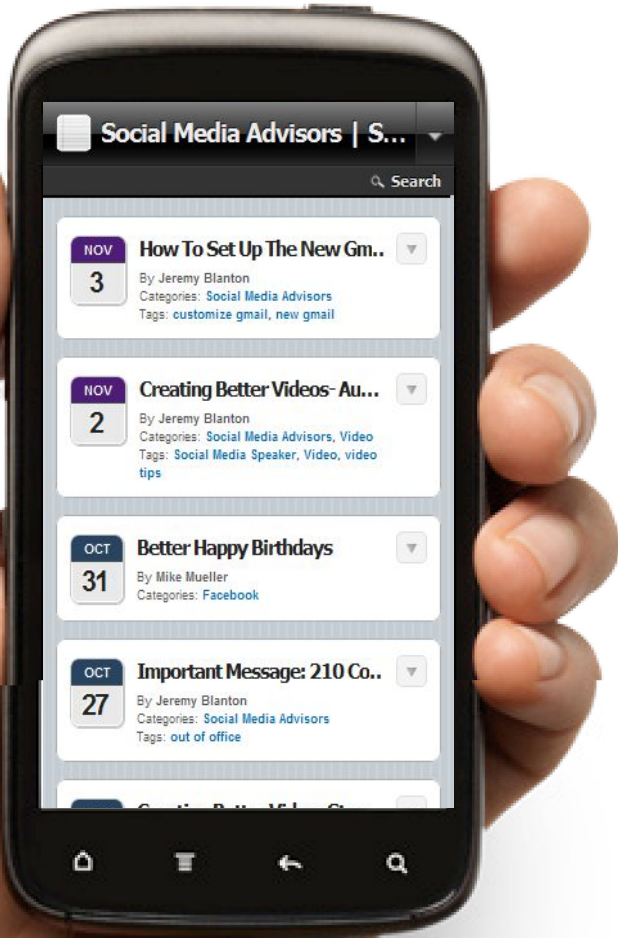 Social Media Advisors | S...
Search
NOV
3
How To Set Up The New Gm..
By Jeremy Blanton
Categories: Social Media Advisors
Tags: customize gmail, new gmail
NOV
2
Creating Better Videos- Au...
By Jeremy Blanton
Categories: Social Media Advisors, Video
Tags: Social Media Speaker, Video, video
tips
OCT
31
Better Happy Birthdays
By Mike Mueller
Categories: Facebook
OCT
27
Important Message: 210 Co..
By Jeremy Blanton
Categories: Social Media Advisors
Tags: out of office